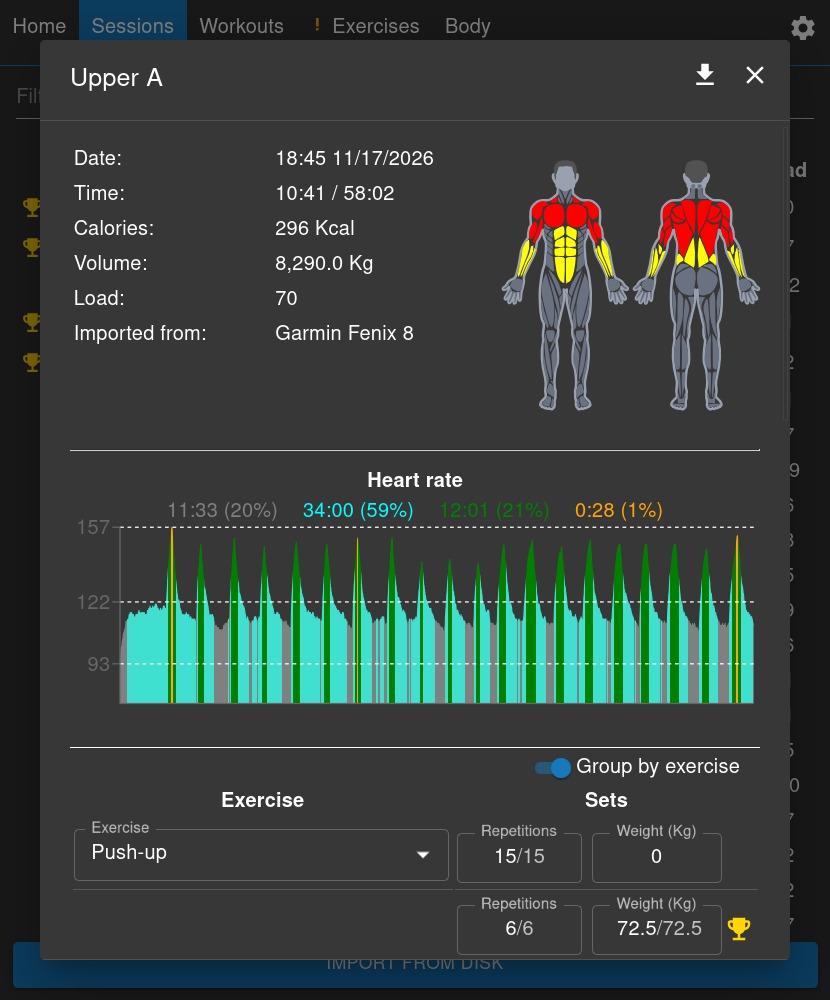 Home Sessions Workouts ! Exercises Body
Upper A
Date: 18:45 11/17/2026
Time: 10:41 / 58:02
Calories: 296 Kcal
Volume: 8,290.0 Kg
Load: 70
Imported from: Garmin Fenix 8
Heart rate
11:33 (20%) 34:00 (59%) 12:01 (21%) 0:28 (1%)
157
122
93
Group by exercise
Exercise Sets
Exercise Repetitions Weight (Kg)
Push-up 15/15 0
Repetitions Weight (Kg)
6/6 72.5/72.5
IMPORT FROM DISK